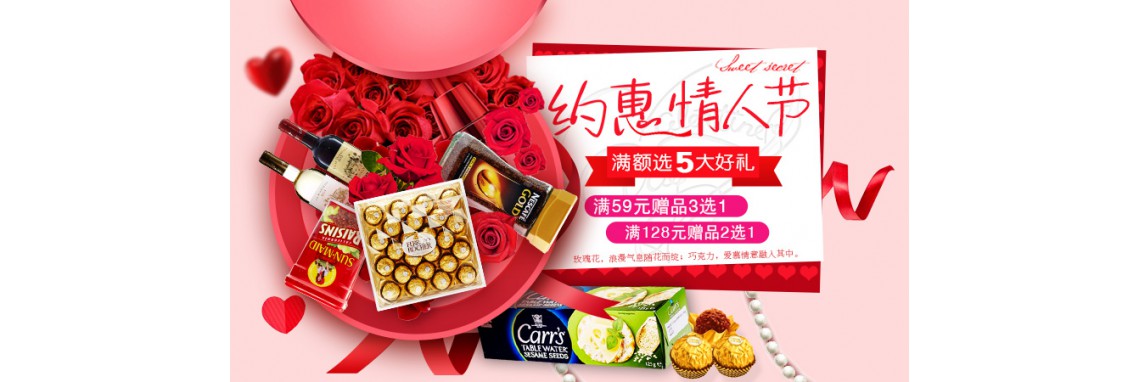 Sweet secret
约惠情人节
满额选5大好礼
满59元赠品3选1
满128元赠品2选1
玫瑰花，浪漫气息随花而绽；巧克力，爱慕情意融入其中。
NESCAFÉ
GOLD
FERRERO
ROCHER
SUN-MAID
RAISINS
Carr's
TABLE WATER
SESAME SEEDS
125g